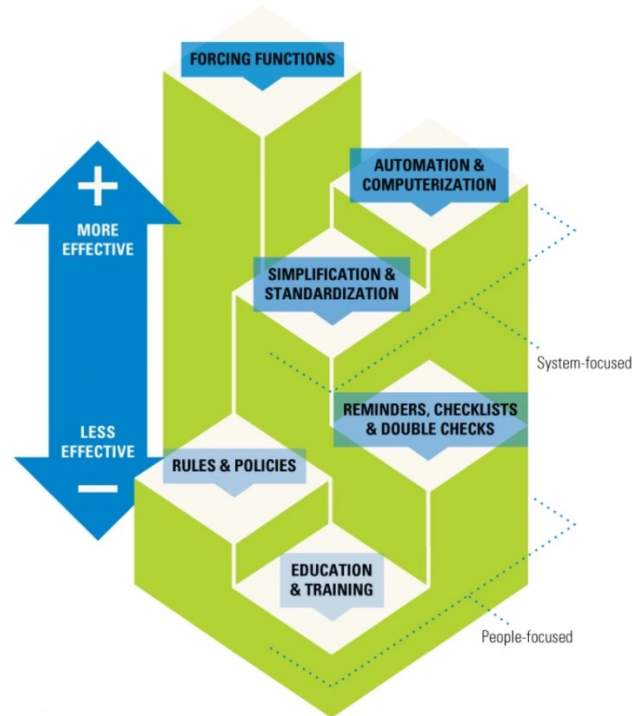 FORCING FUNCTIONS
AUTOMATION &
COMPUTERIZATION
+
MORE
EFFECTIVE
SIMPLIFICATION &
STANDARDIZATION
System-focused
REMINDERS, CHECKLISTS
& DOUBLE CHECKS
LESS
EFFECTIVE
–
RULES & POLICIES
EDUCATION
& TRAINING
People-focused